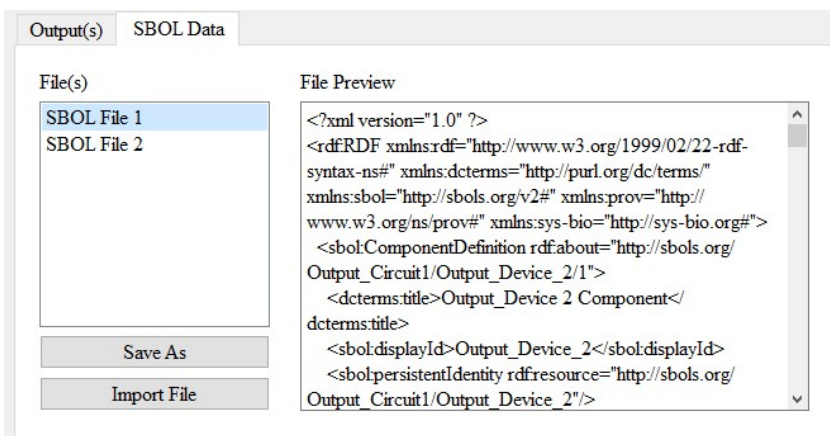 Output(s)
SBOL Data
File(s)
File Preview
SBOL File 1
SBOL File 2
<?xml version="1.0" ?>
<rdf:RDF xmlns:rdf="http://www.w3.org/1999/02/22-rdf-
syntax-ns#" xmlns:dcterms="http://purl.org/dc/terms/"
xmlns:sbol="http://sbols.org/v2#" xmlns:prov="http://
www.w3.org/ns/prov#" xmlns:sys-bio="http://sys-bio.org#">
<sbol:ComponentDefinition rdf:about="http://sbols.org/
Output_Circuit1/Output_Device_2/1">
<dcterms:title>Output_Device 2 Component</
dcterms:title>
<sbol:displayId>Output_Device_2</sbol:displayId>
<sbol:persistentIdentity rdf:resource="http://sbols.org/
Output_Circuit1/Output_Device_2"/>
Save As
Import File